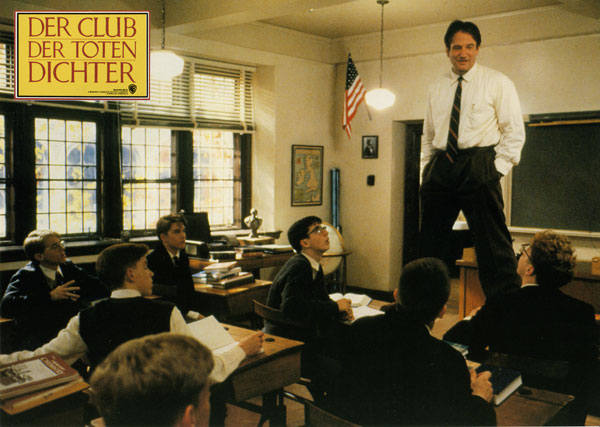 DER CLUB
DER TOTEN
DICHTER